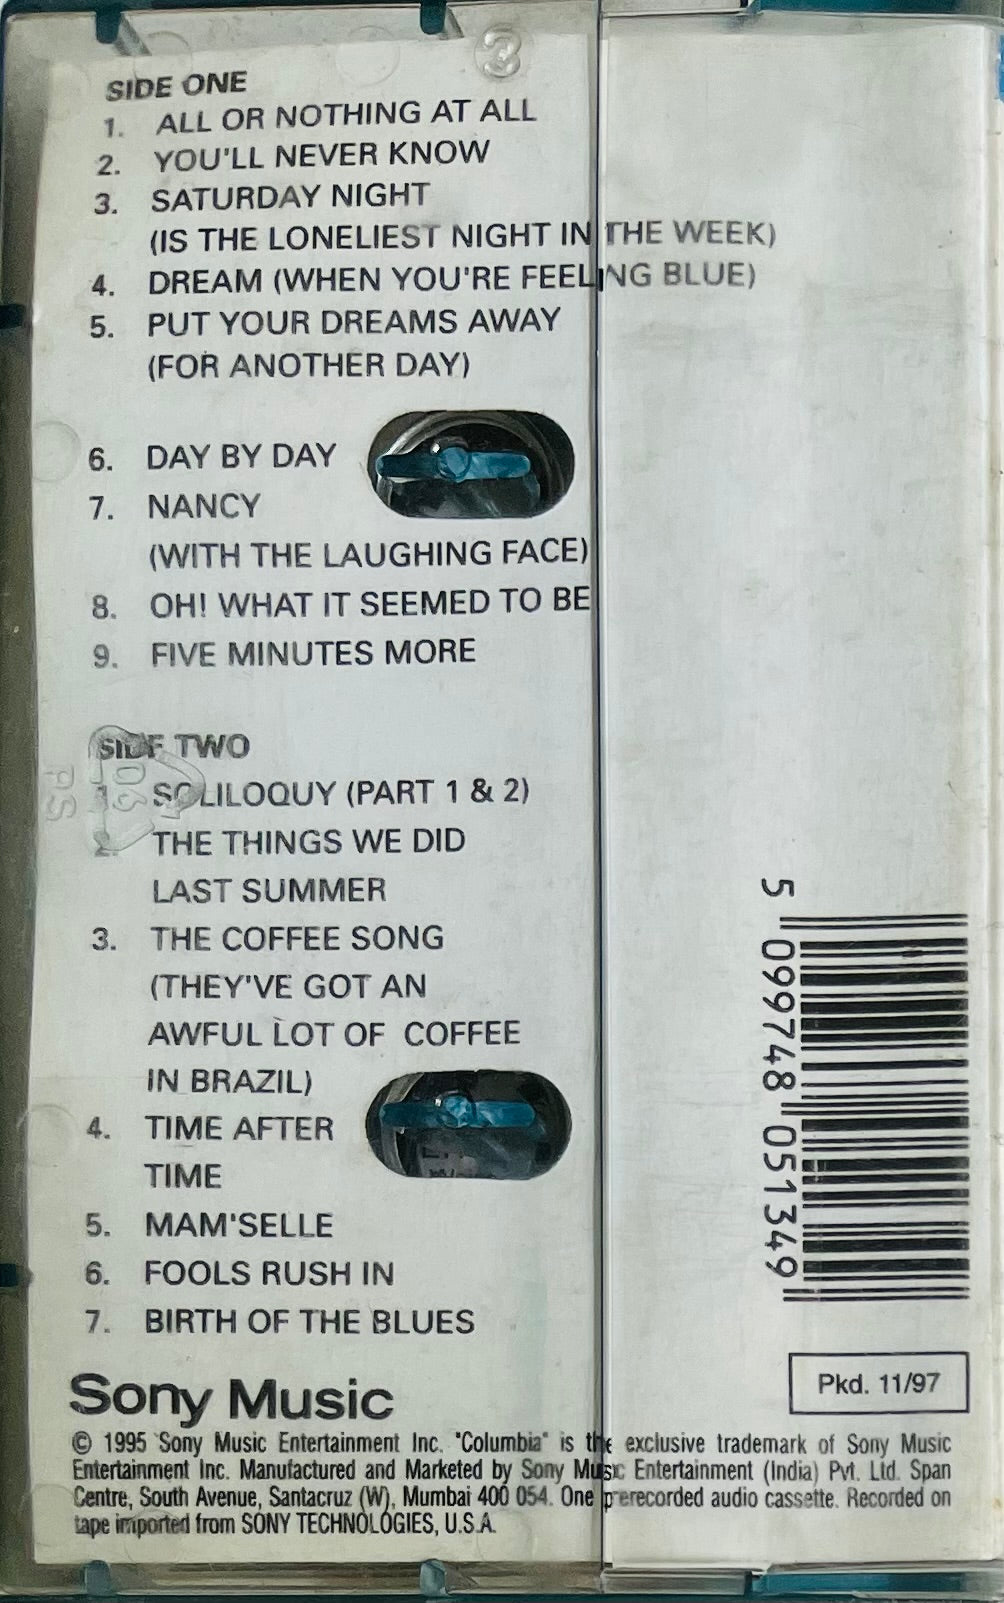 SIDE ONE
1. ALL OR NOTHING AT ALL
2. YOU'LL NEVER KNOW
3. SATURDAY NIGHT
(IS THE LONELIEST NIGHT IN THE WEEK)
4. DREAM (WHEN YOU'RE FEELING BLUE)
5. PUT YOUR DREAMS AWAY
(FOR ANOTHER DAY)
6. DAY BY DAY
7. NANCY
(WITH THE LAUGHING FACE)
8. OH! WHAT IT SEEMED TO BE
9. FIVE MINUTES MORE
SIDE TWO
1. SOLILOQUY (PART 1 & 2)
2. THE THINGS WE DID
LAST SUMMER
3. THE COFFEE SONG
(THEY'VE GOT AN
AWFUL LOT OF COFFEE
IN BRAZIL)
4. TIME AFTER
TIME
5. MAM'SELLE
6. FOOLS RUSH IN
7. BIRTH OF THE BLUES
5 099748 051349
Pkd. 11/97
Sony Music
© 1995 Sony Music Entertainment Inc. "Columbia" is the exclusive trademark of Sony Music
Entertainment Inc. Manufactured and Marketed by Sony Music Entertainment (India) Pvt. Ltd. Span
Centre, South Avenue, Santacruz (W), Mumbai 400 054. One prerecorded audio cassette. Recorded on
tape imported from SONY TECHNOLOGIES, U.S.A.